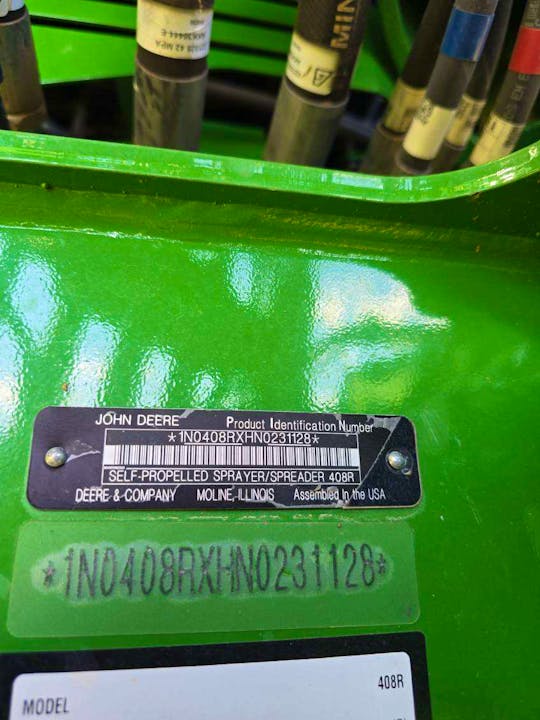 MIN
JOHN DEERE Product Identification Number
*1N0408RXHN0231128*
SELF-PROPELLED SPRAYER/SPREADER 408R
DEERE & COMPANY MOLINE, ILLINOIS Assembled in the USA
*1N0408RXHN0231128*
408R
MODEL